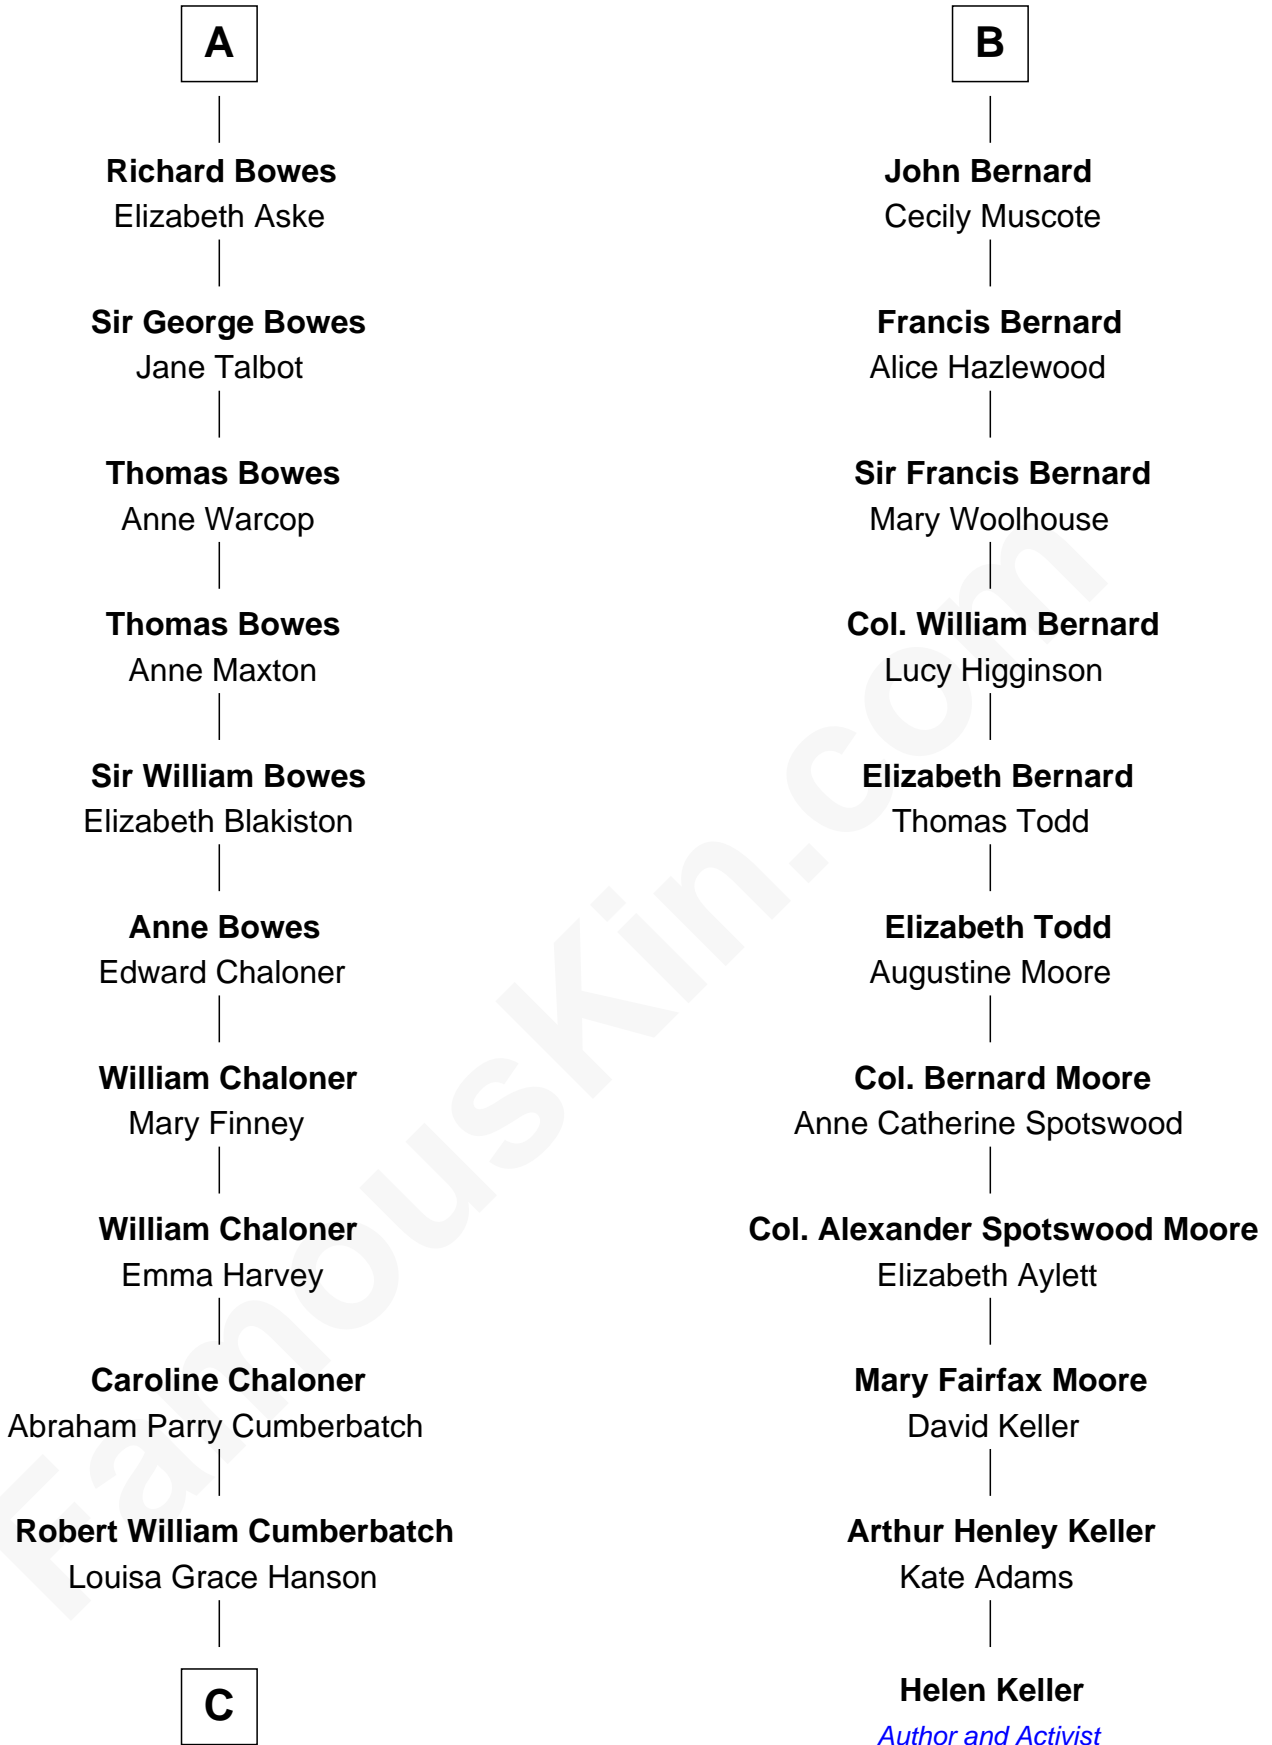 A
Richard Bowes
Elizabeth Aske
Sir George Bowes
Jane Talbot
Thomas Bowes
Anne Warcop
Thomas Bowes
Anne Maxton
Sir William Bowes
Elizabeth Blakiston
Anne Bowes
Edward Chaloner
William Chaloner
Mary Finney
William Chaloner
Emma Harvey
Caroline Chaloner
Abraham Parry Cumberbatch
Robert William Cumberbatch
Louisa Grace Hanson
C
B
John Bernard
Cecily Muscote
Francis Bernard
Alice Hazlewood
Sir Francis Bernard
Mary Woolhouse
Col. William Bernard
Lucy Higginson
Elizabeth Bernard
Thomas Todd
Elizabeth Todd
Augustine Moore
Col. Bernard Moore
Anne Catherine Spotswood
Col. Alexander Spotswood Moore
Elizabeth Aylett
Mary Fairfax Moore
David Keller
Arthur Henley Keller
Kate Adams
Helen Keller
Author and Activist
FamousKin.com